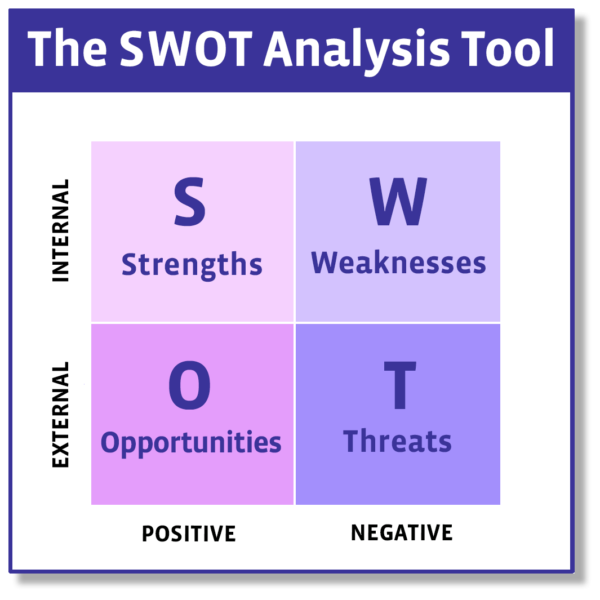 The SWOT Analysis Tool
INTERNAL
S
Strengths
W
Weaknesses
EXTERNAL
O
Opportunities
T
Threats
POSITIVE
NEGATIVE